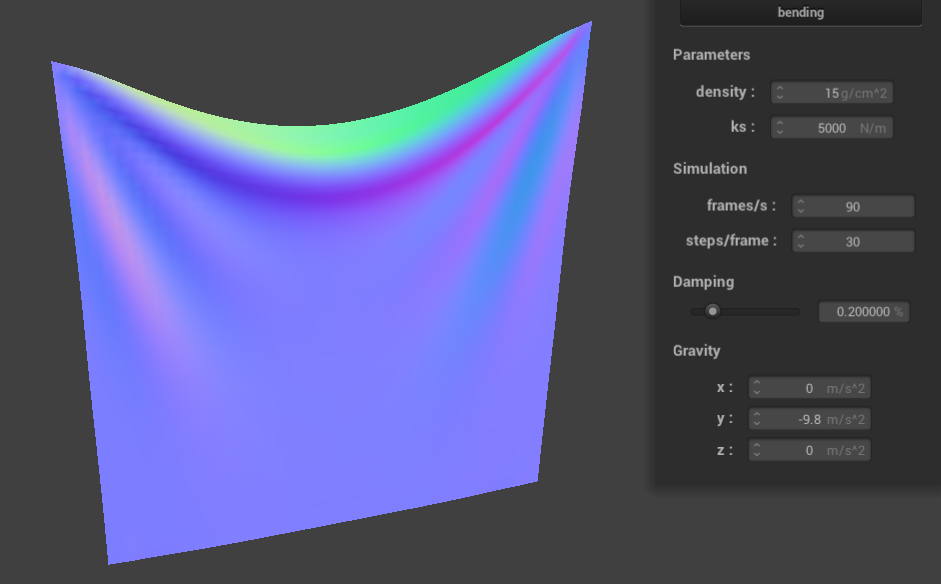 bending
Parameters
density : 15 g/cm^2
ks : 5000 N/m
Simulation
frames/s : 90
steps/frame : 30
Damping
0.200000 %
Gravity
x : 0 m/s^2
y : -9.8 m/s^2
z : 0 m/s^2